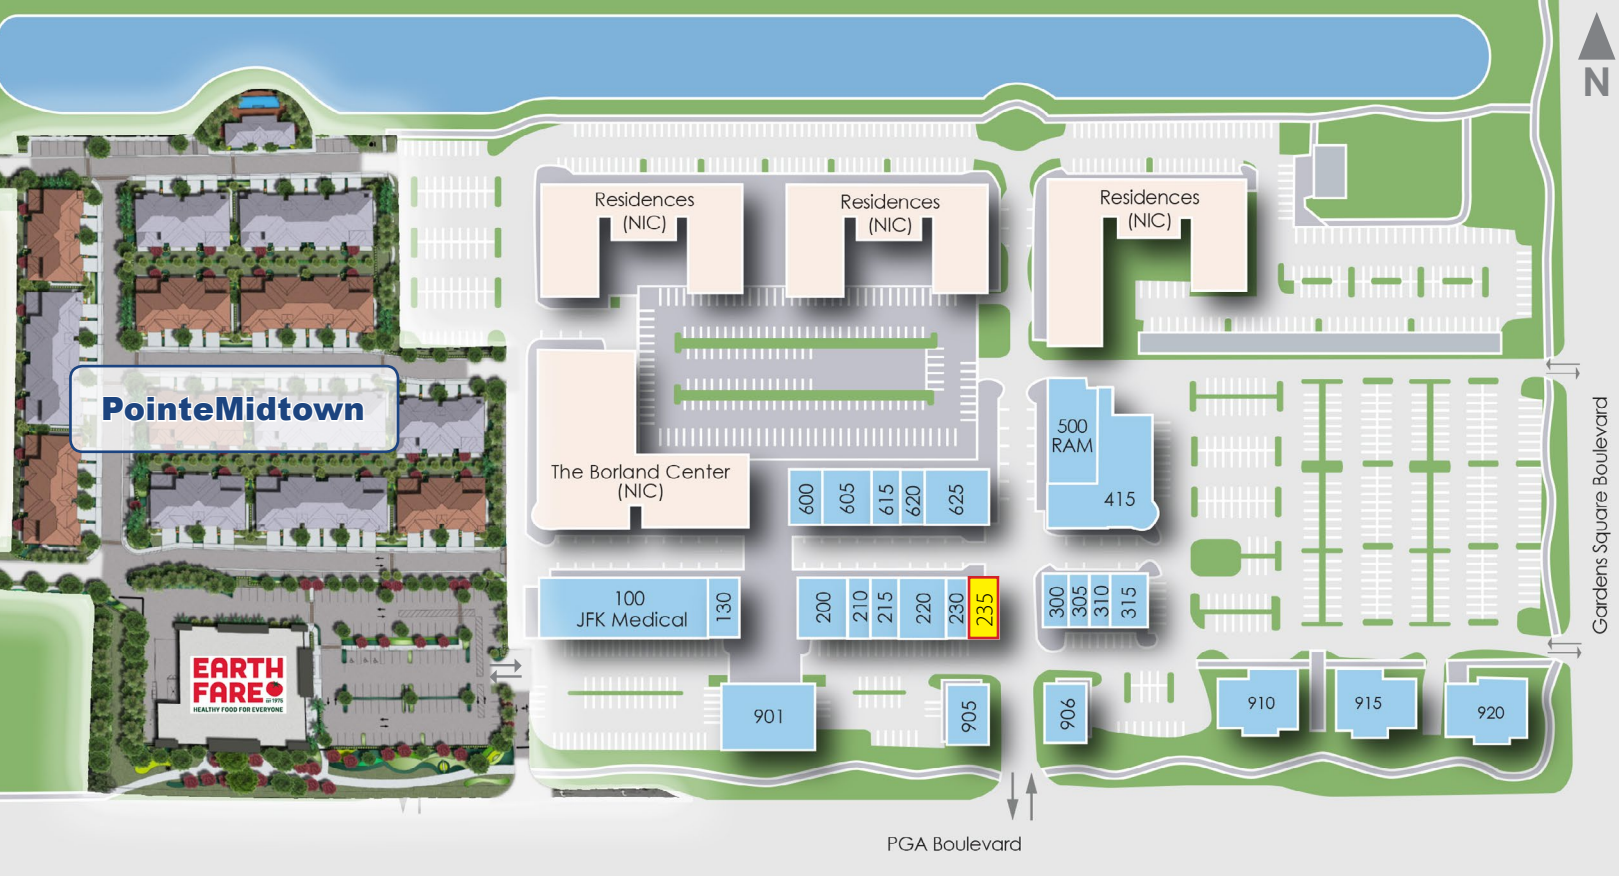 N
Residences
(NIC)
Residences
(NIC)
Residences
(NIC)
PointeMidtown
500
RAM
415
The Borland Center
(NIC)
600
605
615
620
625
100
JFK Medical
130
200
210
215
220
230
235
300
305
310
315
EARTH
FARE
est 1975
HEALTHY FOOD FOR EVERYONE
901
905
906
910
915
920
Gardens Square Boulevard
PGA Boulevard